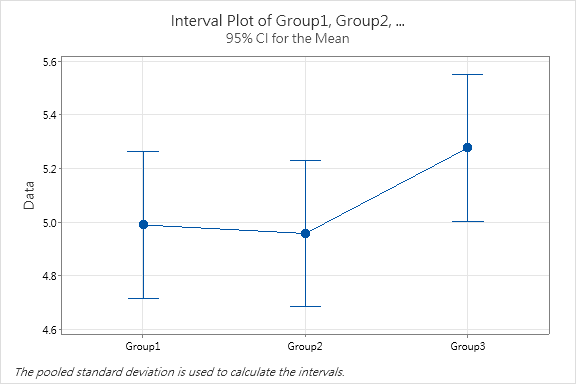 Interval Plot of Group1, Group2, ...
95% CI for the Mean
5.6
5.4
5.2
5.0
4.8
4.6
Data
Group1 Group2 Group3
The pooled standard deviation is used to calculate the intervals.